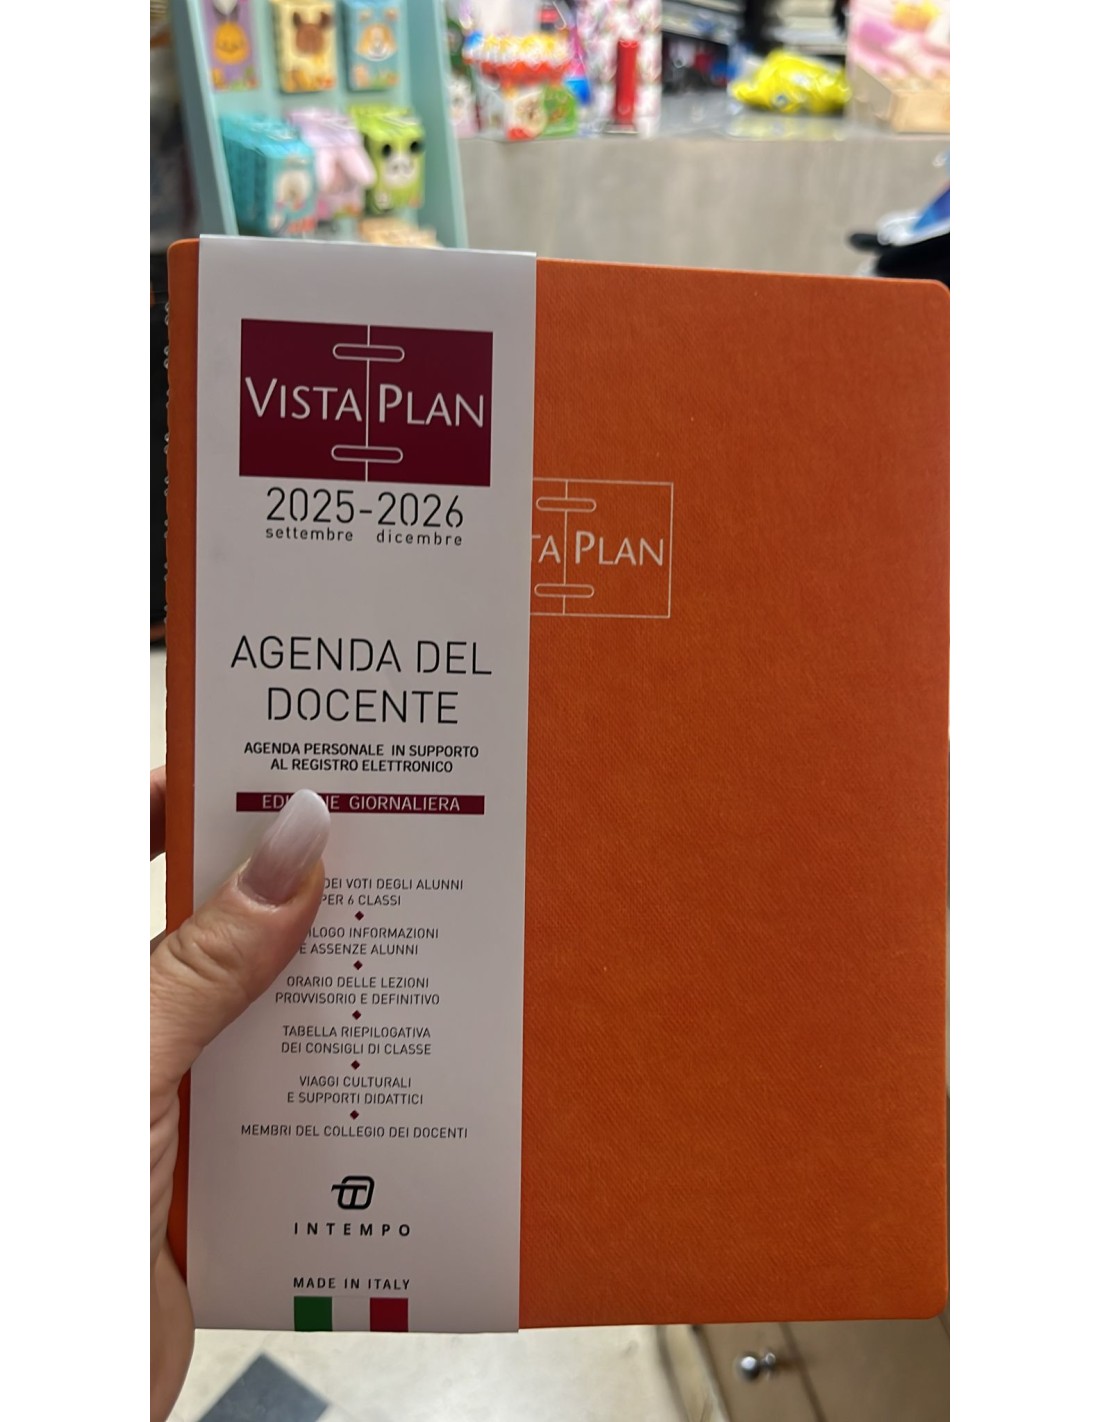 VISTA PLAN
2025-2026
settembre dicembre
TA PLAN
AGENDA DEL
DOCENTE
AGENDA PERSONALE IN SUPPORTO
AL REGISTRO ELETTRONICO
GIORNALIERA
DEI VOTI DEGLI ALUNNI
PER 6 CLASSI
INFORMAZIONI
E ASSENZE ALUNNI
ORARIO DELLE LEZIONI
PROVVISORIO E DEFINITIVO
TABELLA RIEPILOGATIVA
DEI CONSIGLI DI CLASSE
VIAGGI CULTURALI
E SUPPORTI DIDATTICI
MEMBRI DEL COLLEGIO DEI DOCENTI
INTEMPO
MADE IN ITALY